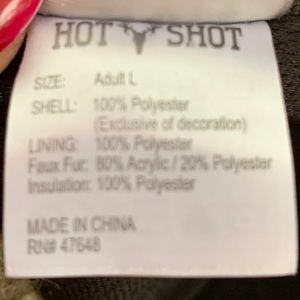 HOT SHOT
SIZE: Adult L
SHELL: 100% Polyester
(Exclusive of decoration)
LINING: 100% Polyester
Faux Fur: 80% Acrylic / 20% Polyester
Insulation: 100% Polyester
MADE IN CHINA
RN# 47648